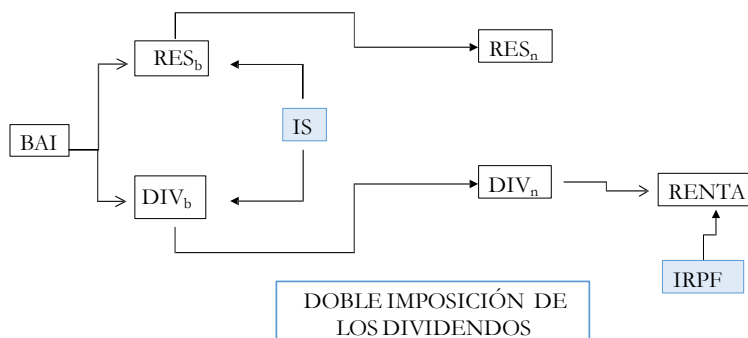 RES_b
RES_n
IS
BAI
DIV_b
DIV_n
RENTA
IRPF
DOBLE IMPOSICIÓN DE
LOS DIVIDENDOS